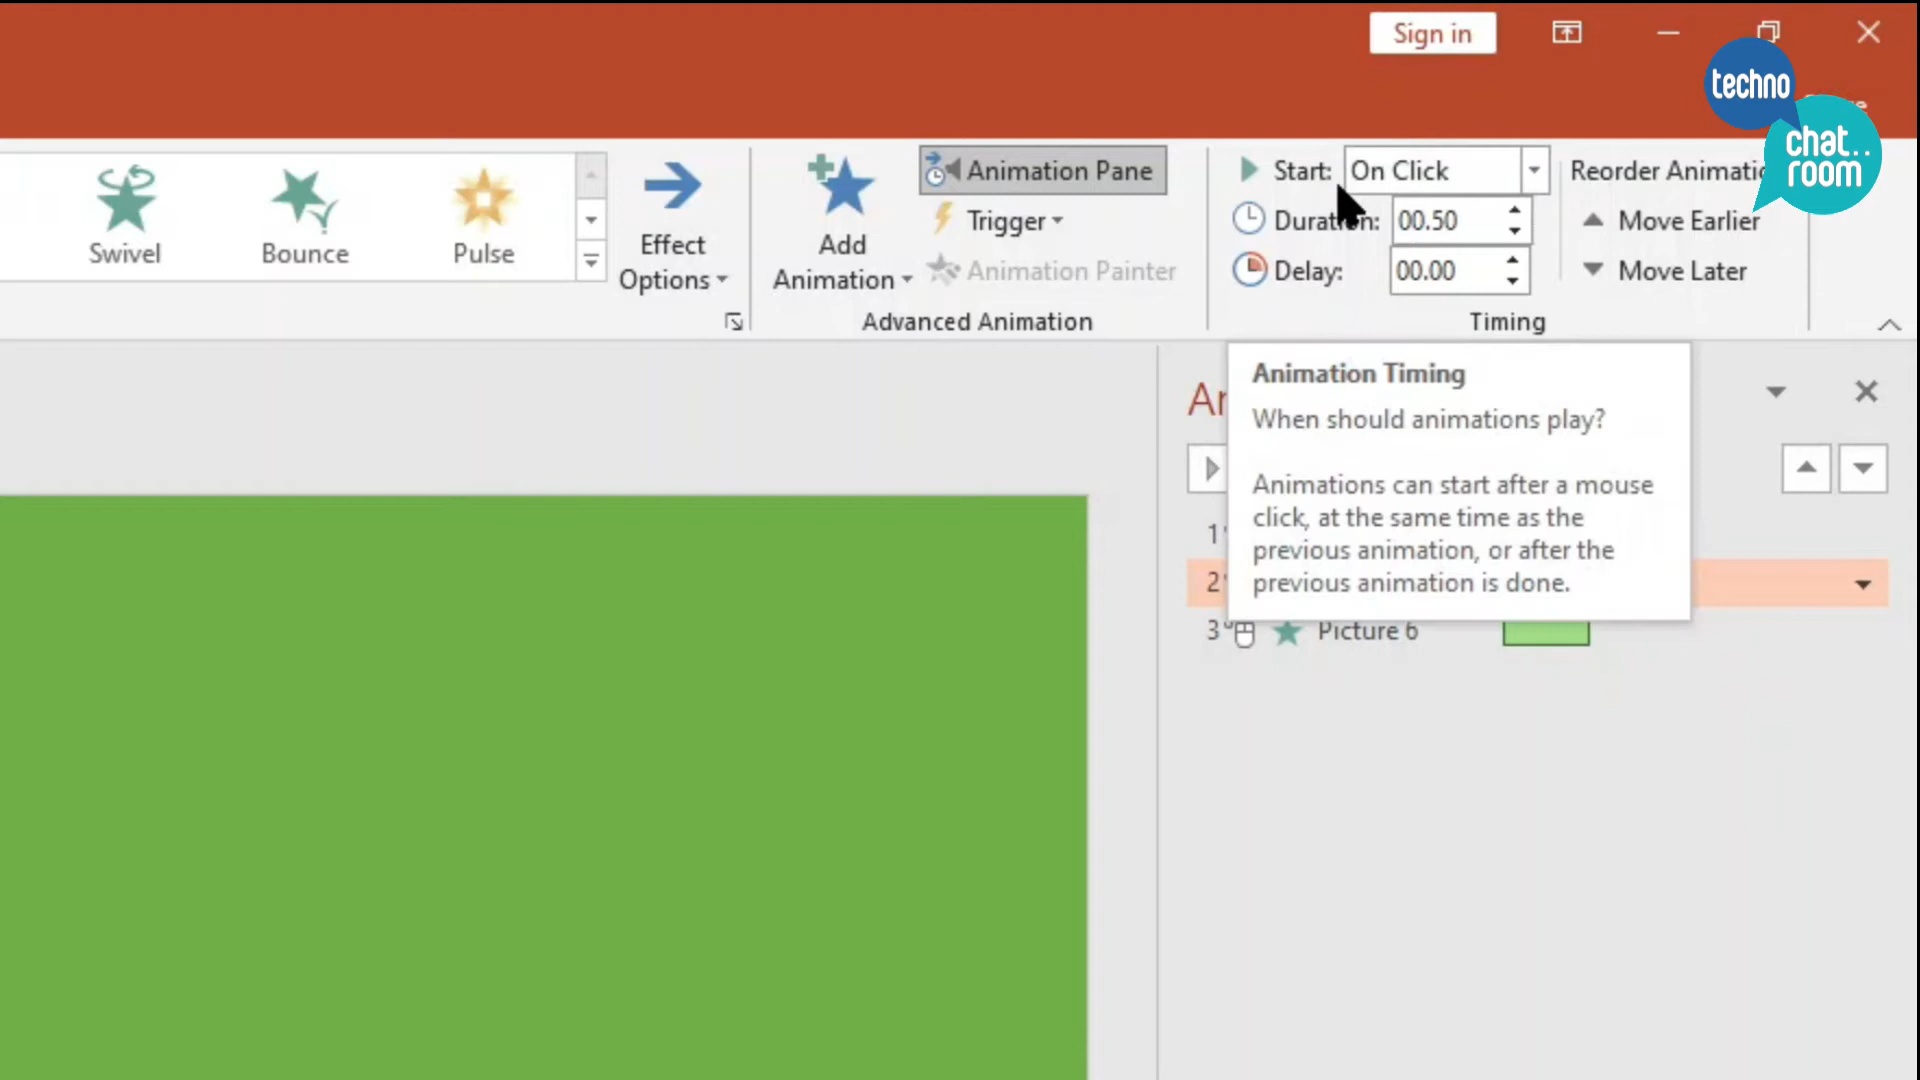 Sign in
techno
chat..
room
Swivel
Bounce
Pulse
Effect
Options
Add
Animation
Animation Pane
Trigger
Animation Painter
Advanced Animation
Start: On Click
Duration: 00.50
Delay: 00.00
Reorder
Move Earlier
Move Later
Timing
Animation Timing
When should animations play?
Animations can start after a mouse
click, at the same time as the
previous animation, or after the
previous animation is done.
1
2
3 Picture 6